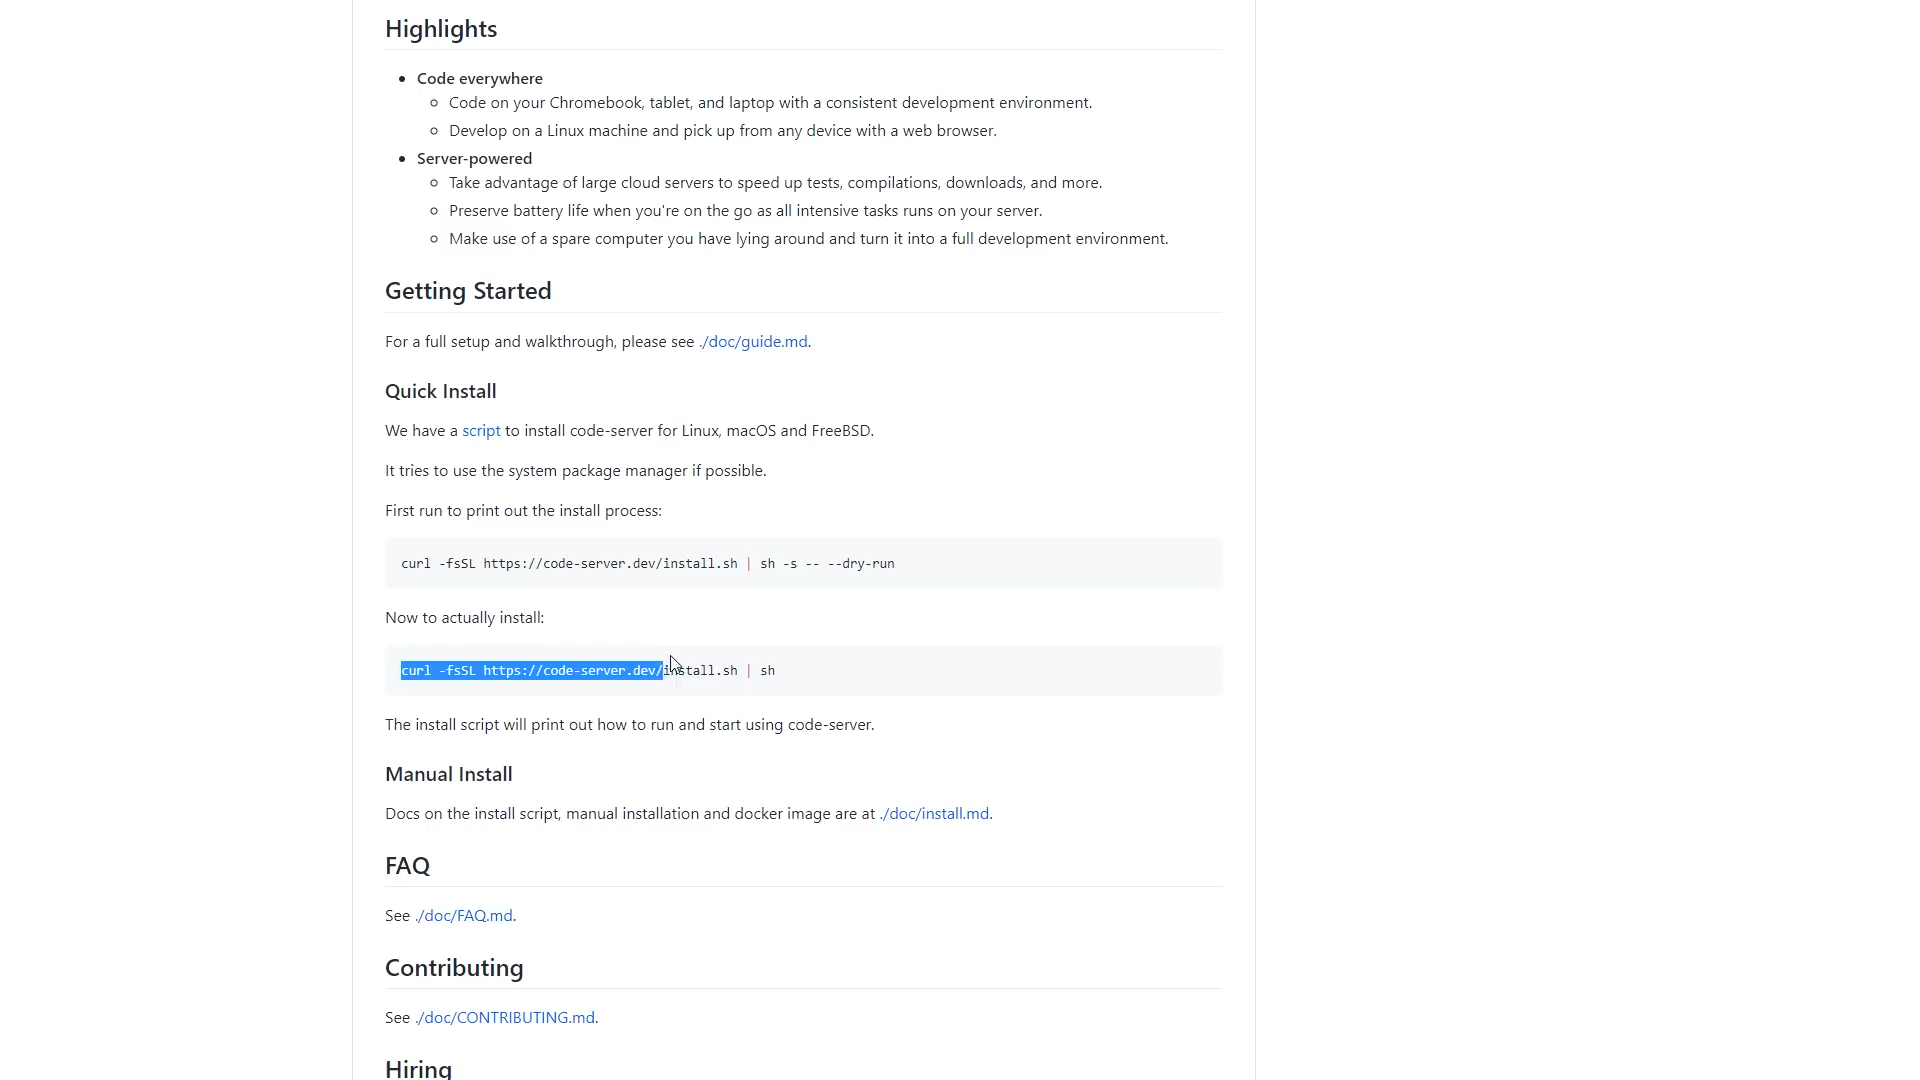 Highlights
Code everywhere
Code on your Chromebook, tablet, and laptop with a consistent development environment.
Develop on a Linux machine and pick up from any device with a web browser.
Server-powered
Take advantage of large cloud servers to speed up tests, compilations, downloads, and more.
Preserve battery life when you're on the go as all intensive tasks runs on your server.
Make use of a spare computer you have lying around and turn it into a full development environment.
Getting Started
For a full setup and walkthrough, please see ./doc/guide.md.
Quick Install
We have a script to install code-server for Linux, macOS and FreeBSD.
It tries to use the system package manager if possible.
First run to print out the install process:
curl -fsSL https://code-server.dev/install.sh | sh -s -- --dry-run
Now to actually install:
curl -fsSL https://code-server.dev/install.sh | sh
The install script will print out how to run and start using code-server.
Manual Install
Docs on the install script, manual installation and docker image are at ./doc/install.md.
FAQ
See ./doc/FAQ.md.
Contributing
See ./doc/CONTRIBUTING.md.
Hiring